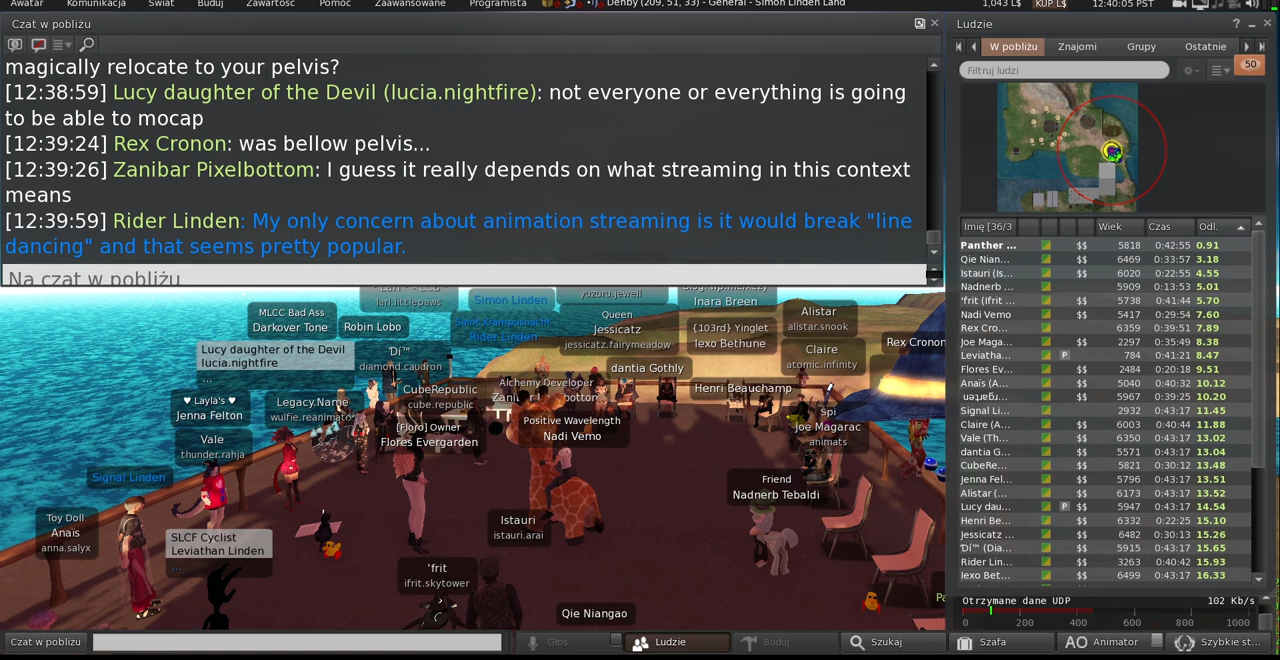 Awatar Komunikacja Świat Buduj Zawartość Pomoc Zaawansowane Programista Denby (209, 51, 33) - General - Simon Linden Land 1,043 L$ KUP L$ 12:40:05 PST
Czat w pobliżu
magically relocate to your pelvis?
[12:38:59] Lucy daughter of the Devil (lucia.nightfire): not everyone or everything is going
to be able to mocap
[12:39:24] Rex Cronon: was bellow pelvis...
[12:39:26] Zanibar Pixelbottom: I guess it really depends on what streaming in this context
means
[12:39:59] Rider Linden: My only concern about animation streaming is it would break "line
dancing" and that seems pretty popular.
Na czat w pobliżu
lari.littlepaws
Simon Linden
yuzuru.jewell
Inara Breen
MLCC Bad Ass
Darkover Tone
Robin Lobo
Saint Krampusnacht
Rider Linden
Queen
Jessicatz
jessicatz.fairymeadow
{103rd} Yinglet
Iexo Bethune
Alistar
alistar.snook
Rex Cronon
Lucy daughter of the Devil
lucia.nightfire
...
Ɗí™
diamond.caudron
Claire
atomic.infinity
dantia Gothly
CubeRepublic
cube.republic
Alchemy Developer
Henri Beauchamp
♥ Layla's ♥
Jenna Felton
Legacy.Name
wulfie.reanimator
[Floro] Owner
Flores Evergarden
Positive Wavelength
Nadi Vemo
Spi
Joe Magarac
animats
Vale
thunder.rahja
Signal Linden
Friend
Nadnerb Tebaldi
Toy Doll
Anaïs
anna.salyx
SLCF Cyclist
Leviathan Linden
...
Istauri
istauri.arai
'frit
ifrit.skytower
Qie Niangao
Ludzie
W pobliżu Znajomi Grupy Ostatnie
Filtruj ludzi
50
Imię [36/3 Wiek Czas Odl.
Panther ... $$ 5818 0:42:55 0.91
Qie Nian... $$ 6469 0:33:57 3.18
Istauri (Is... $$ 6020 0:22:55 4.55
Nadnerb ... 5909 0:13:53 5.01
'frit (Ifrit ... $$ 5738 0:41:44 5.70
Nadi Vemo $$ 5417 0:29:54 7.60
Rex Cro... 6359 0:39:51 7.89
Joe Maga... $$ 2297 0:35:49 8.38
Leviatha... P 784 0:41:21 8.47
Flores Ev... $$ 2484 0:20:18 9.51
Anaïs (A... $$ 5040 0:40:32 10.12
$$ 5967 0:39:25 10.20
Signal Li... 2932 0:43:17 11.45
Claire (A... $$ 6003 0:40:44 11.88
Vale (Th... $$ 6350 0:43:17 13.02
dantia G... $$ 5571 0:43:17 13.04
CubeRe... $$ 5821 0:30:12 13.48
Jenna Fel... $$ 5796 0:43:17 13.51
Alistar (... $$ 6173 0:43:17 13.52
Lucy dau... P $$ 5947 0:43:17 14.54
Henri Be... $$ 6332 0:22:25 15.10
Jessicatz ... $$ 6482 0:30:13 15.26
Ɗí™ (Dia... $$ 5915 0:43:17 15.65
Rider Lin... $$ 3263 0:40:42 15.93
Iexo Bet... $$ 6499 0:43:17 16.33
Otrzymane dane UDP 102 Kb/s
0 200 400 600 800 1000
Czat w pobliżu Głos Ludzie Buduj Szukaj Szafa AO Animator Szybkie st...